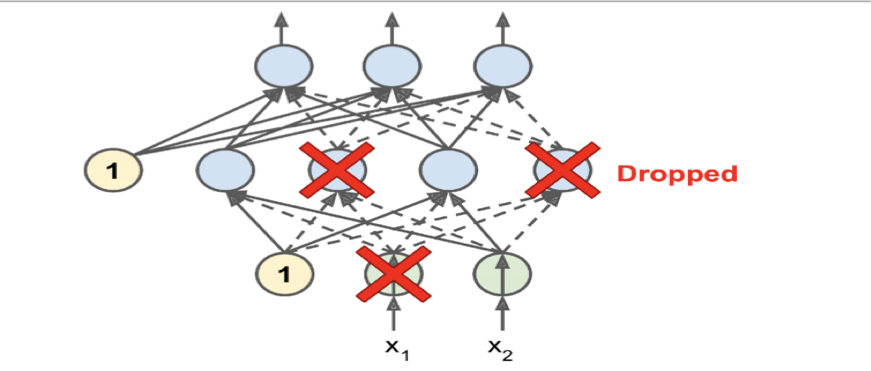 1
Dropped
1
x₁
x₂